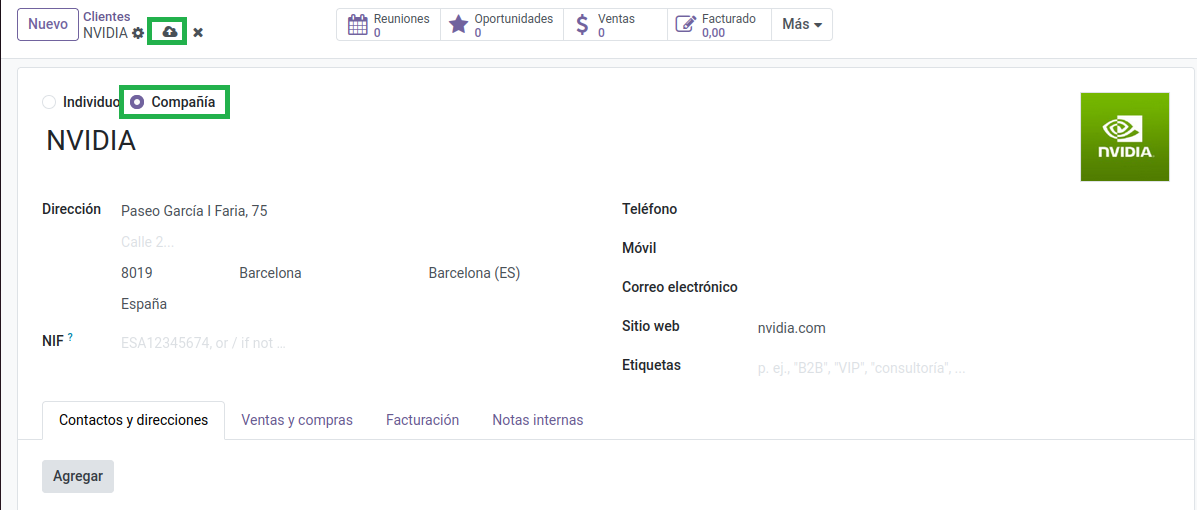 Nuevo
Clientes
NVIDIA
Reuniones
0
Oportunidades
0
Ventas
0
Facturado
0,00
Más
Individuo
Compañía
NVIDIA
NVIDIA.
Dirección
Paseo García I Faria, 75
Calle 2...
8019 Barcelona Barcelona (ES)
España
NIF ?
ESA12345674, or / if not ...
Teléfono
Móvil
Correo electrónico
Sitio web nvidia.com
Etiquetas p. ej., "B2B", "VIP", "consultoría", ...
Contactos y direcciones Ventas y compras Facturación Notas internas
Agregar